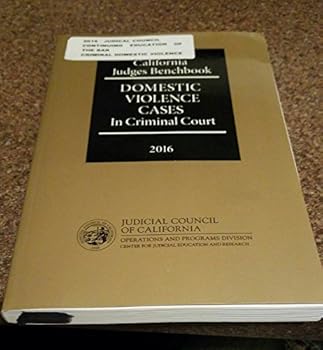 2016 JUDICAL COUNCIL
CONTINUING EDUCATION OF
THE BAR
CRIMINAL DOMESTIC VIOLENCE
California
Judges Benchbook
DOMESTIC
VIOLENCE
CASES
In Criminal Court
2016
JUDICIAL COUNCIL
OF CALIFORNIA
OPERATIONS AND PROGRAMS DIVISION
CENTER FOR JUDICIAL EDUCATION AND RESEARCH